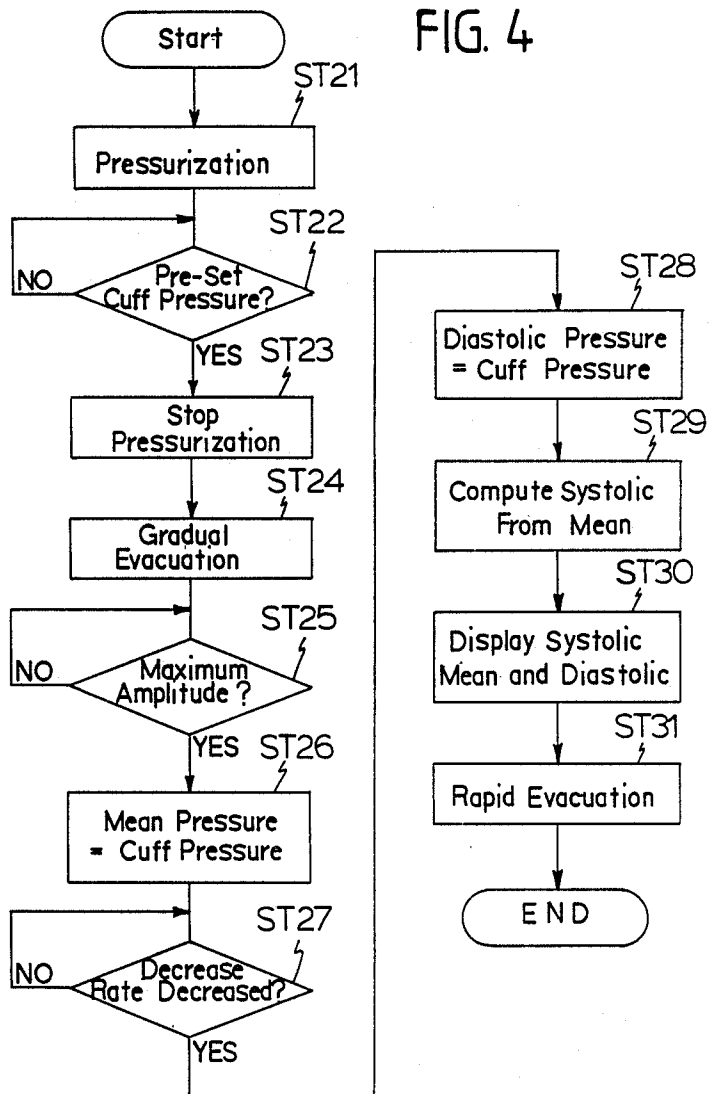 FIG. 4
Start
ST21
Pressurization
ST22
Pre-Set
Cuff Pressure?
NO
YES
ST23
Stop
Pressurization
ST24
Gradual
Evacuation
ST25
Maximum
Amplitude?
NO
YES
ST26
Mean Pressure
= Cuff Pressure
ST27
Decrease
Rate Decreased?
NO
YES
ST28
Diastolic Pressure
= Cuff Pressure
ST29
Compute Systolic
From Mean
ST30
Display Systolic
Mean and Diastolic
ST31
Rapid Evacuation
END